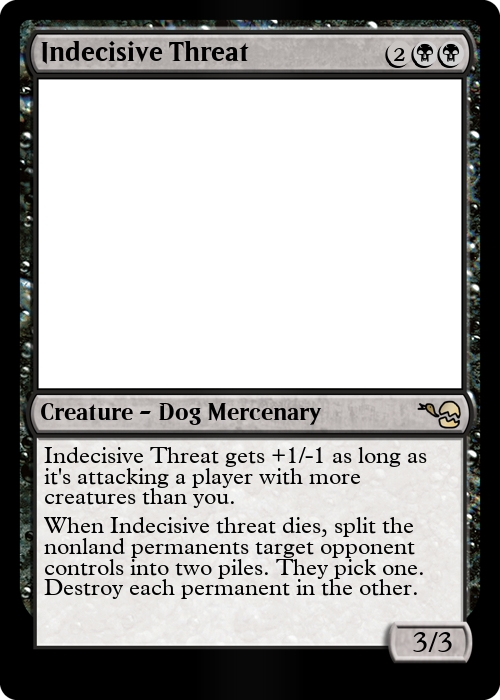 Indecisive Threat 2
Creature – Dog Mercenary
Indecisive Threat gets +1/-1 as long as
it's attacking a player with more
creatures than you.
When Indecisive threat dies, split the
nonland permanents target opponent
controls into two piles. They pick one.
Destroy each permanent in the other.
3/3